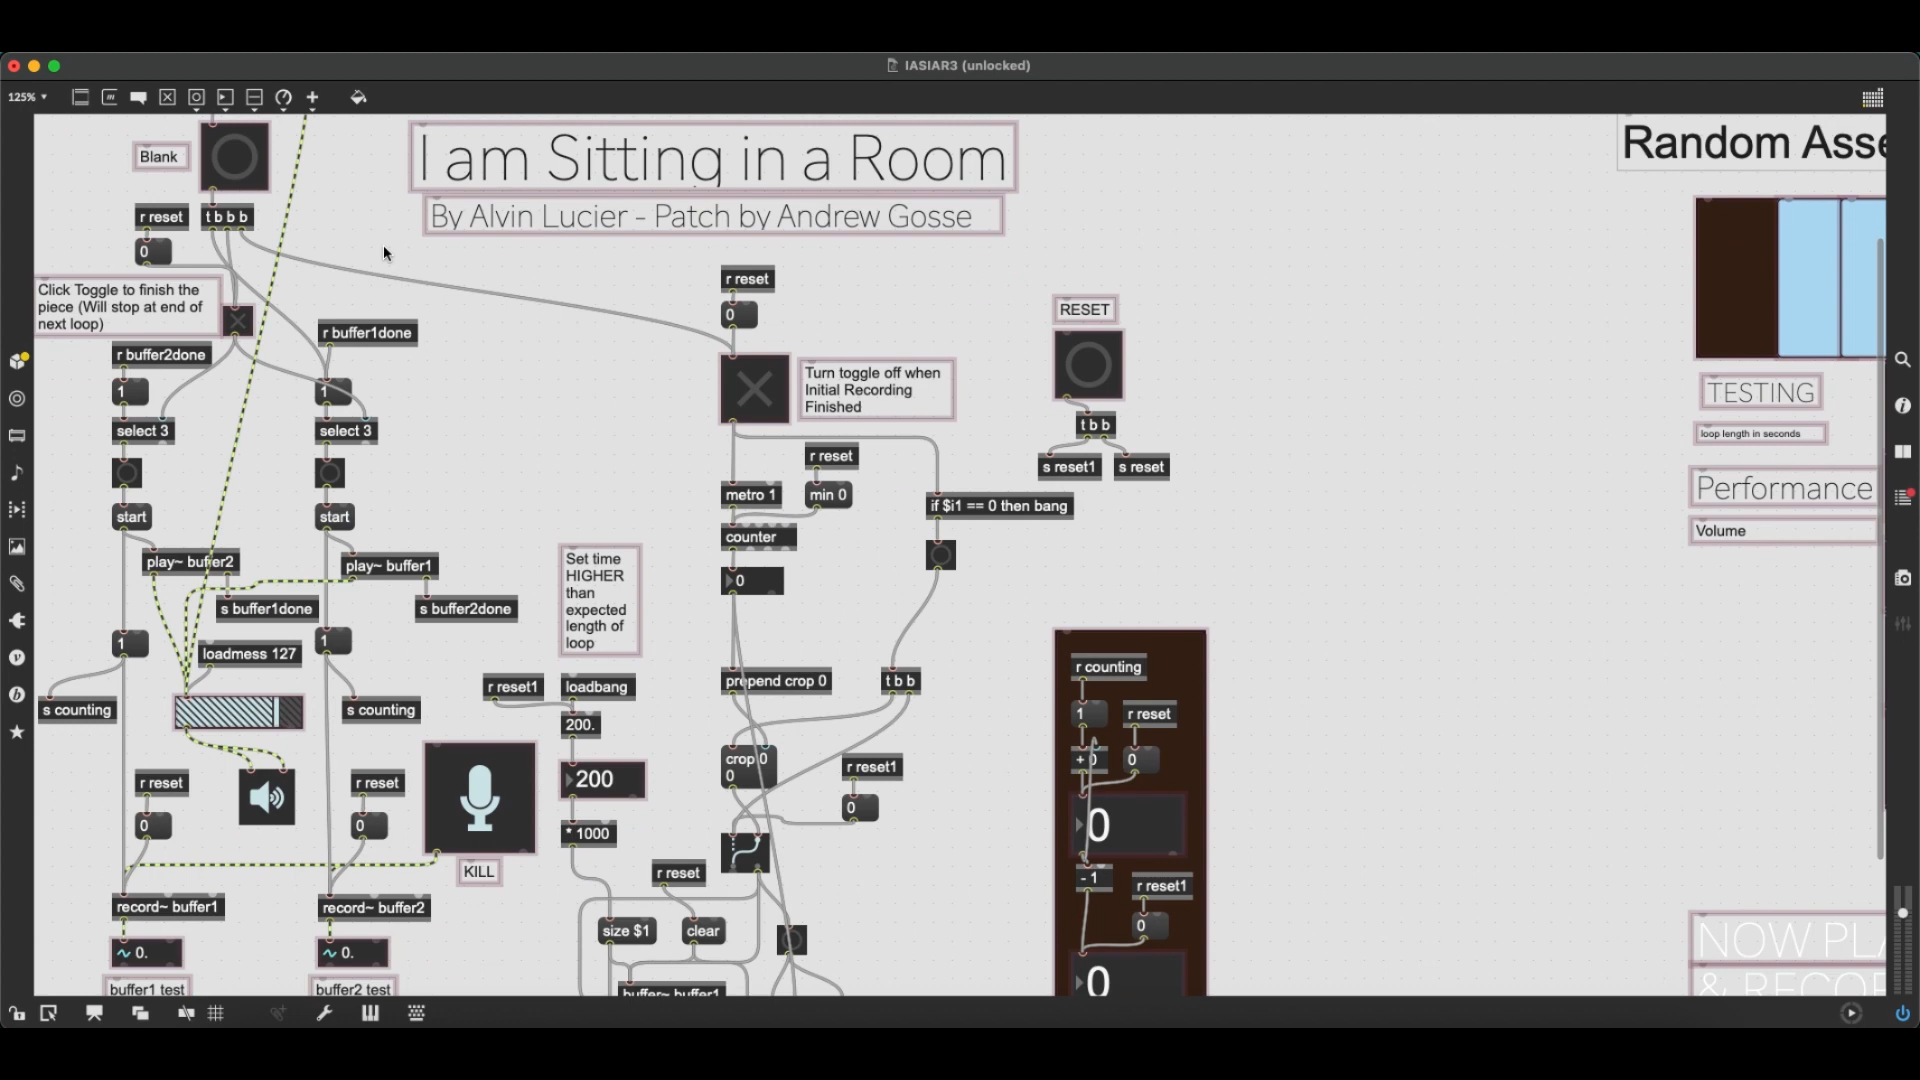 IASIAR3 (unlocked)
125%
Blank
I am Sitting in a Room
By Alvin Lucier - Patch by Andrew Gosse
Random Asse
r reset
t b b b
0
Click Toggle to finish the
piece (Will stop at end of
next loop)
r buffer1done
r buffer2done
1
1
select 3
select 3
start
start
play~ buffer2
play~ buffer1
s buffer1done
s buffer2done
1
loadmess 127
1
s counting
s counting
r reset
0
r reset
0
KILL
record~ buffer1
record~ buffer2
0.
0.
buffer1 test
buffer2 test
Set time
HIGHER
than
expected
length of
loop
r reset1
loadbang
200.
200
* 1000
r reset
size $1
clear
buffer~ buffer1
r reset
0
Turn toggle off when
Initial Recording
Finished
r reset
metro 1
min 0
if $i1 == 0 then bang
counter
0
prepend crop 0
t b b
crop 0
0
r reset1
0
RESET
t b b
s reset1
s reset
r counting
1
r reset
+ 0
0
0
- 1
r reset1
0
0
TESTING
loop length in seconds
Performance
Volume
NOW PLA
& RECOR